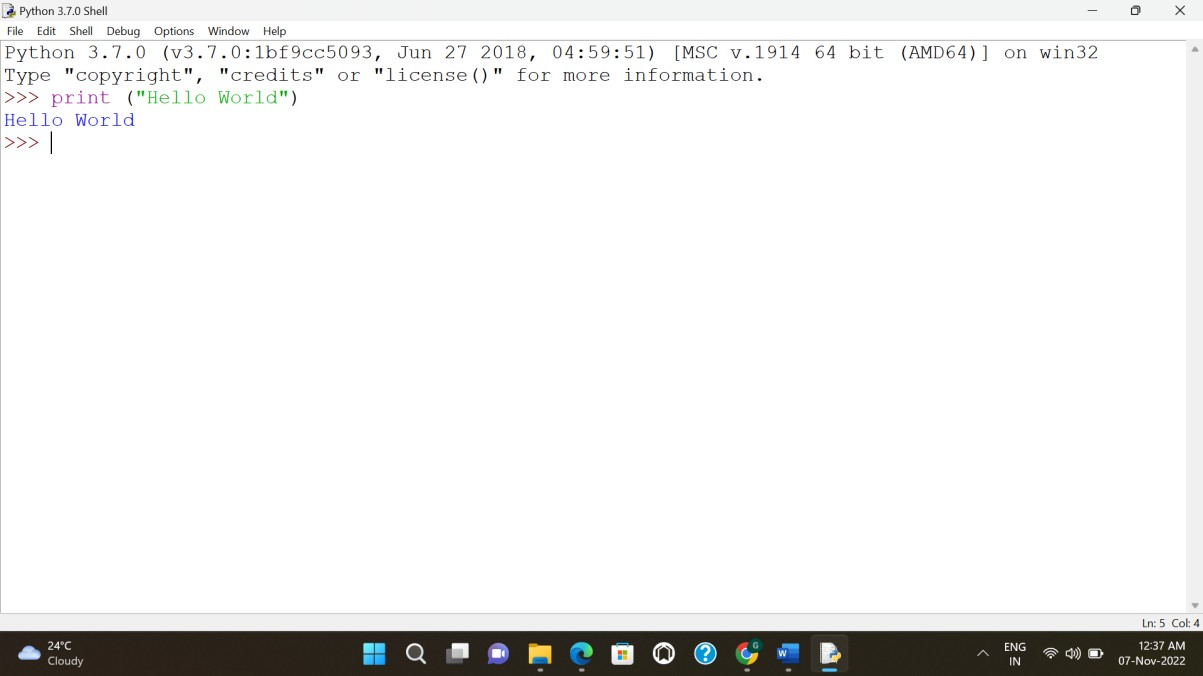 Python 3.7.0 Shell
File Edit Shell Debug Options Window Help
Python 3.7.0 (v3.7.0:1bf9cc5093, Jun 27 2018, 04:59:51) [MSC v.1914 64 bit (AMD64)] on win32
Type "copyright", "credits" or "license()" for more information.
>>> print ("Hello World")
Hello World
>>>
Ln: 5 Col: 4
24°C
Cloudy
G
W
ENG
IN
12:37 AM
07-Nov-2022